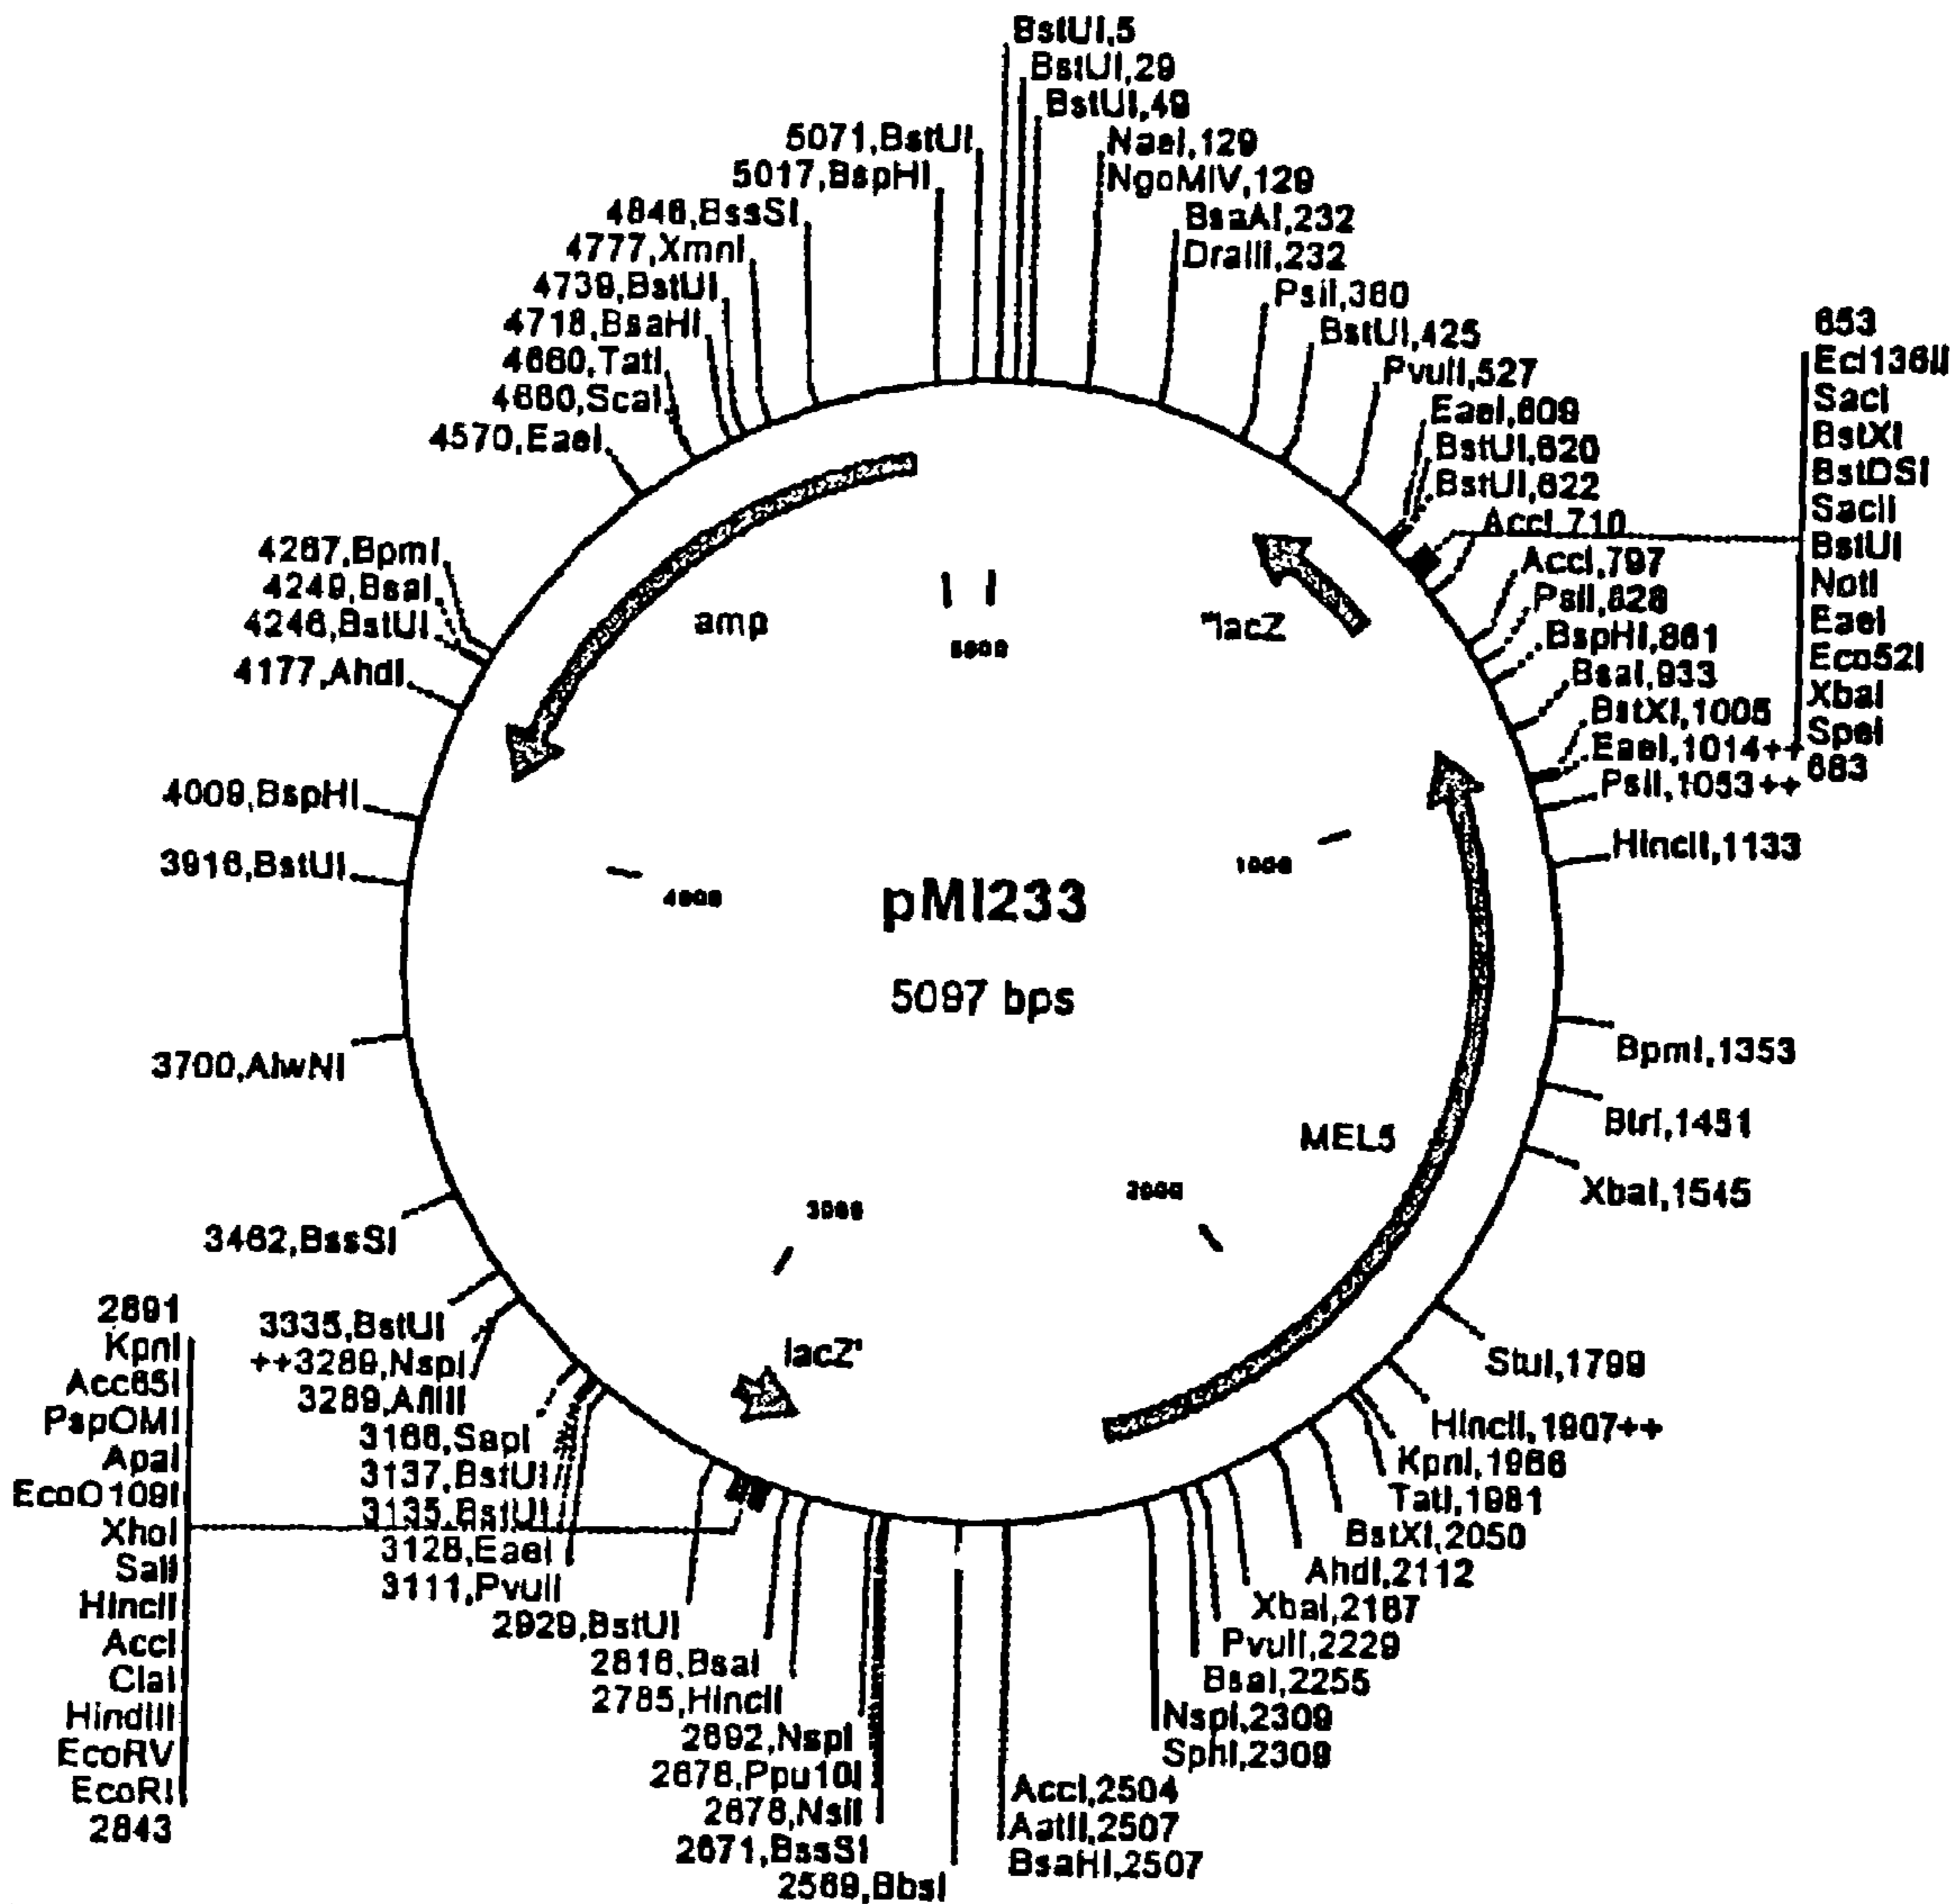 BstUI,5
BstUI,29
BstUI,49
NaeI,129
NgoMIV,129
BsaAI,232
DraIII,232
PsiI,360
BstUI,425
PvuII,527
EaeI,609
BstUI,620
BstUI,622
AccI,710
AccI,797
PsiI,828
BspHI,861
BsaI,933
BstXI,1005
EaeI,1014++
PsiI,1053++
653
Ecl136II
SacI
BstXI
BstDSI
SacII
BstUI
NotI
EaeI
Eco52I
XbaI
SpeI
683
HincII,1133
BpmI,1353
BtrI,1451
XbaI,1545
StuI,1799
HincII,1907++
KpnI,1966
TatI,1981
BstXI,2050
AhdI,2112
XbaI,2167
PvuII,2229
BsaI,2255
NspI,2309
SphI,2309
AccI,2504
AatII,2507
BsaHI,2507
2569,BbsI
2671,BssSI
2678,NsiI
2678,Ppu10I
2692,NspI
2785,HincII
2816,BsaI
2929,BstUI
3111,PvuII
3128,EaeI
3135,BstUI
3137,BstUI
3166,SapI
3289,AflIII
++3289,NspI
3335,BstUI
2891
KpnI
Acc65I
PspOMI
ApaI
EcoO109I
XhoI
SalI
HincII
AccI
ClaI
HindIII
EcoRV
EcoRI
2843
3462,BssSI
3700,AlwNI
3916,BstUI
4009,BspHI
4177,AhdI
4246,BstUI
4249,BsaI
4267,BpmI
4570,EaeI
4660,ScaI
4660,TatI
4718,BsaHI
4739,BstUI
4777,XmnI
4846,BssSI
5017,BspHI
5071,BstUI
amp
5000
"lacZ
1000
4000
pMI233
5097 bps
MEL5
2000
3000
lacZ'